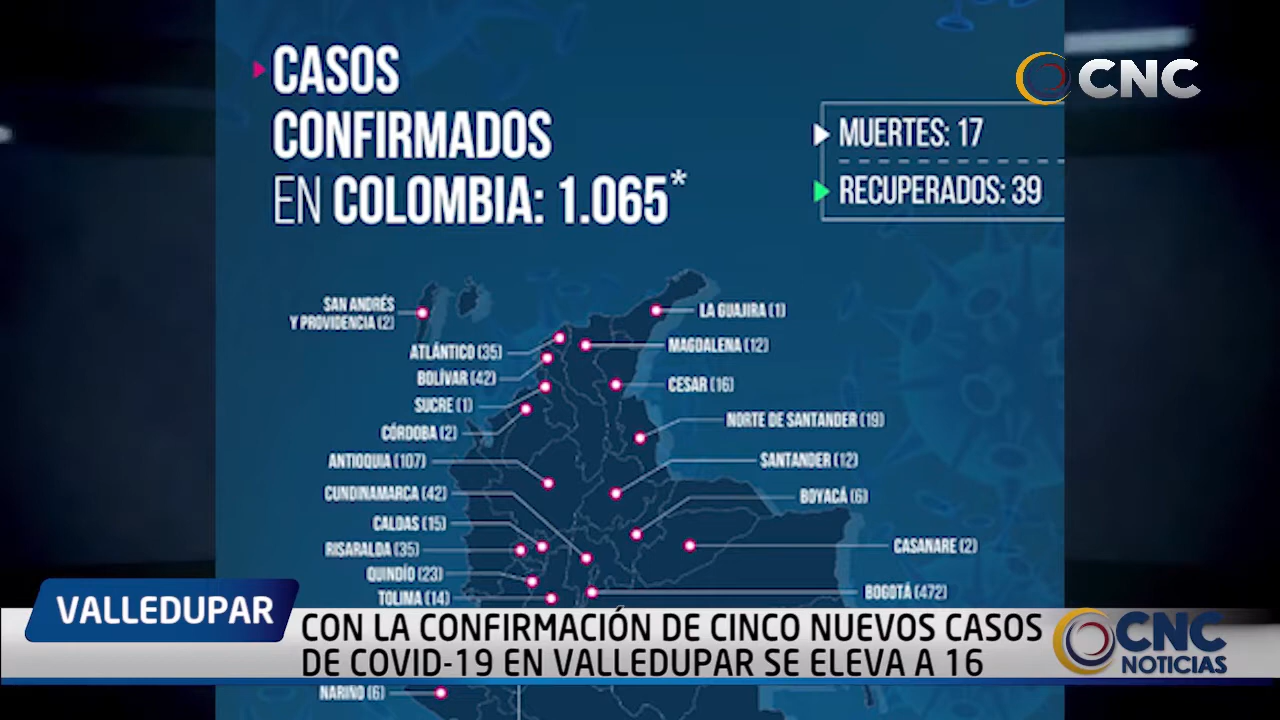 CASOS
CONFIRMADOS
EN COLOMBIA: 1.065*
CNC
MUERTES: 17
RECUPERADOS: 39
SAN ANDRÉS
Y PROVIDENCIA (2)
ATLÁNTICO (35)
BOLÍVAR (42)
SUCRE (1)
CÓRDOBA (2)
ANTIOQUIA (107)
CUNDINAMARCA (42)
CALDAS (15)
RISARALDA (35)
QUINDÍO (23)
TOLIMA (14)
LA GUAJIRA (1)
MAGDALENA (12)
CESAR (16)
NORTE DE SANTANDER (19)
SANTANDER (12)
BOYACÁ (6)
CASANARE (2)
BOGOTÁ (472)
VALLEDUPAR
CON LA CONFIRMACIÓN DE CINCO NUEVOS CASOS
DE COVID-19 EN VALLEDUPAR SE ELEVA A 16
CNC
NOTICIAS
NARIÑO (6)